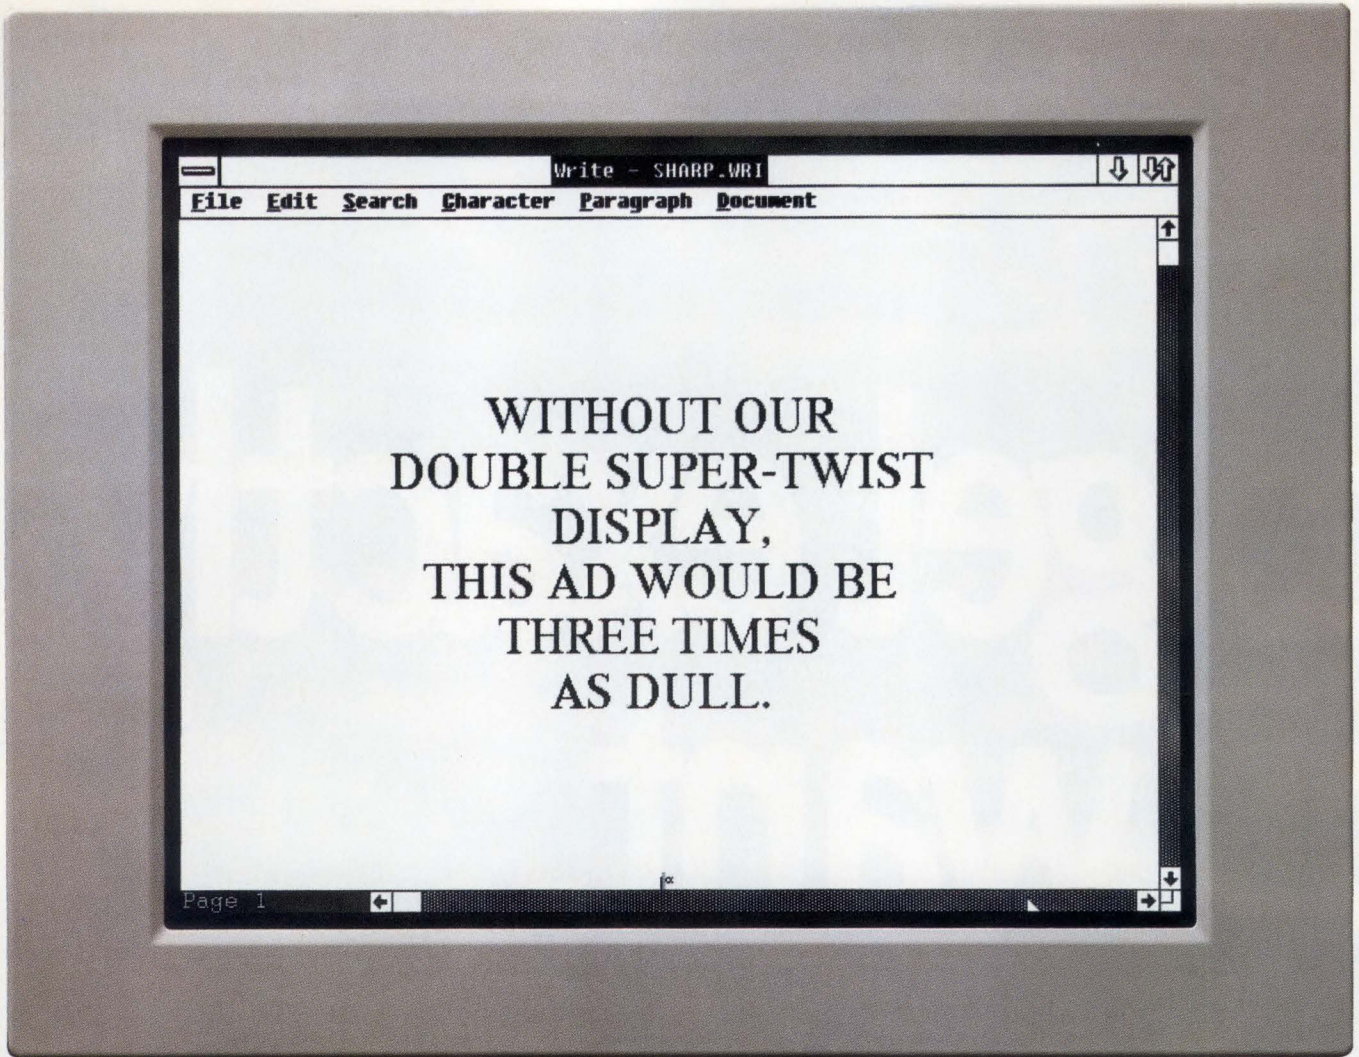 Write - SHARP.WRI
File Edit Search Character Paragraph Document
WITHOUT OUR
DOUBLE SUPER-TWIST
DISPLAY,
THIS AD WOULD BE
THREE TIMES
AS DULL.
Page 1